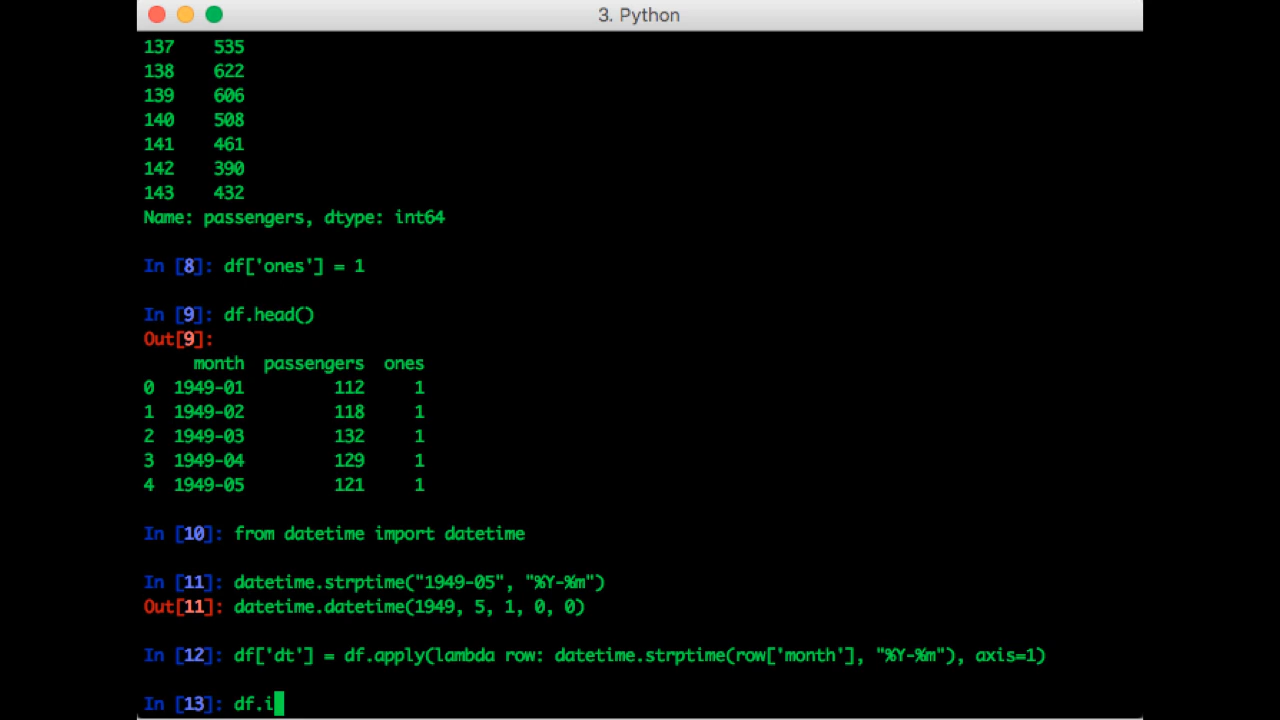 3. Python
137 535
138 622
139 606
140 508
141 461
142 390
143 432
Name: passengers, dtype: int64
In [8]: df['ones'] = 1
In [9]: df.head()
Out[9]:
month passengers ones
0 1949-01 112 1
1 1949-02 118 1
2 1949-03 132 1
3 1949-04 129 1
4 1949-05 121 1
In [10]: from datetime import datetime
In [11]: datetime.strptime("1949-05", "%Y-%m")
Out[11]: datetime.datetime(1949, 5, 1, 0, 0)
In [12]: df['dt'] = df.apply(lambda row: datetime.strptime(row['month'], "%Y-%m"), axis=1)
In [13]: df.i